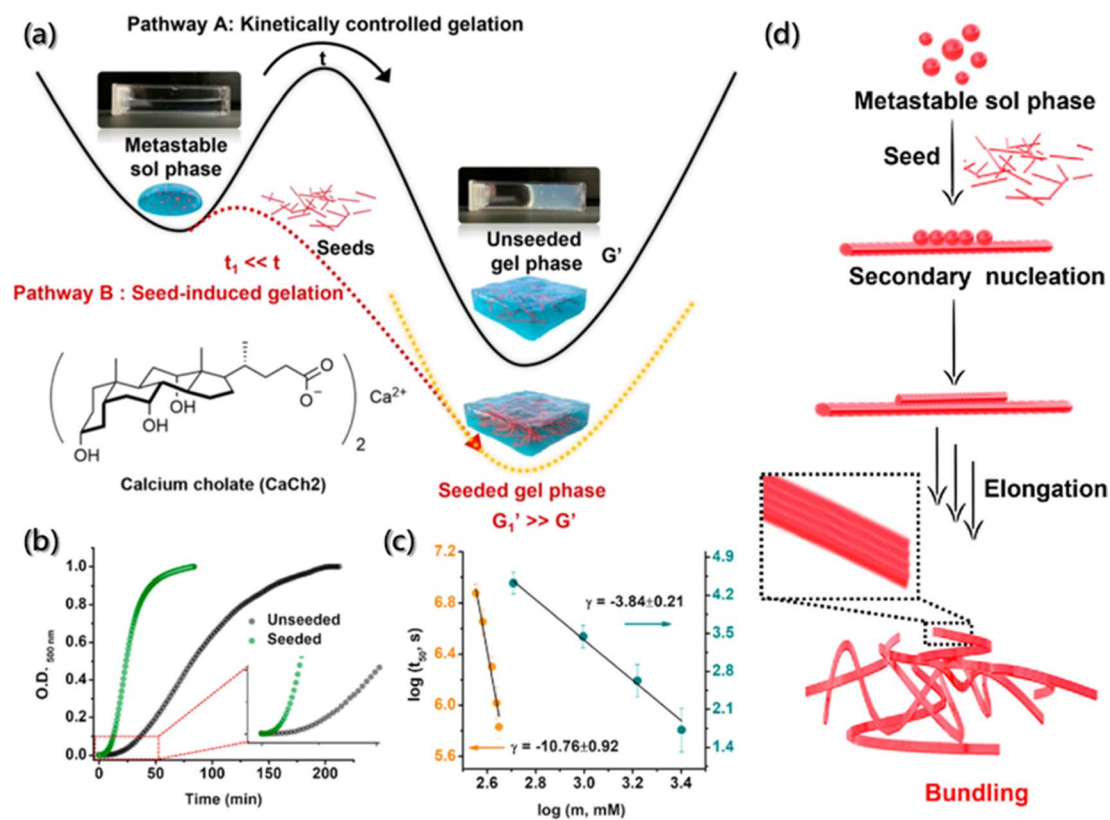 (a)
Pathway A: Kinetically controlled gelation
t
Metastable
sol phase
Seeds
t₁ << t
Pathway B : Seed-induced gelation
Unseeded
gel phase
G'
O
O⁻
OH
OH
OH
Ca²⁺
2
Calcium cholate (CaCh2)
Seeded gel phase
G₁' >> G'
(b)
1.0
0.8
0.6
0.4
0.2
0.0
O.D. 500 nm
Unseeded
Seeded
0
50
100
150
200
Time (min)
(c)
7.2
6.8
6.4
6.0
5.6
log (t₅₀, s)
4.9
4.2
3.5
2.8
2.1
1.4
γ = -3.84±0.21
γ = -10.76±0.92
2.6
2.8
3.0
3.2
3.4
log (m, mM)
(d)
Metastable sol phase
Seed
Secondary nucleation
Elongation
Bundling